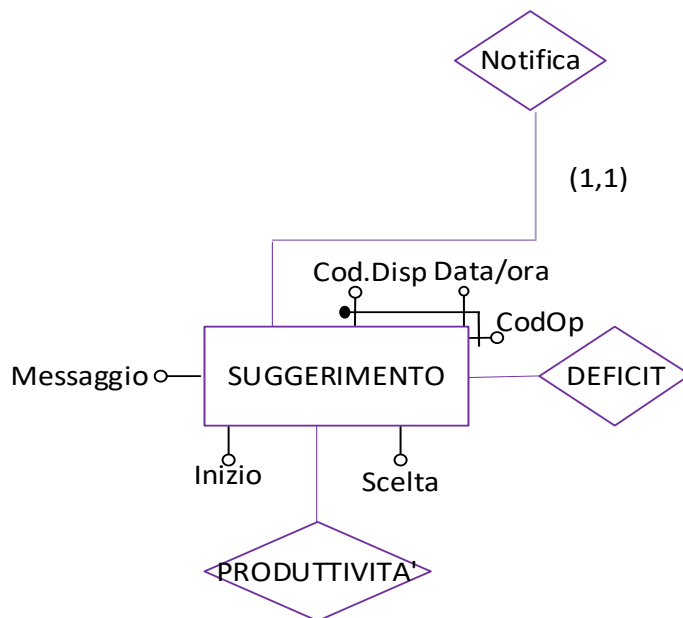 Notifica
(1,1)
Cod.Disp Data/ora
CodOp
Messaggio
SUGGERIMENTO
DEFICIT
Inizio
Scelta
PRODUTTIVITA'